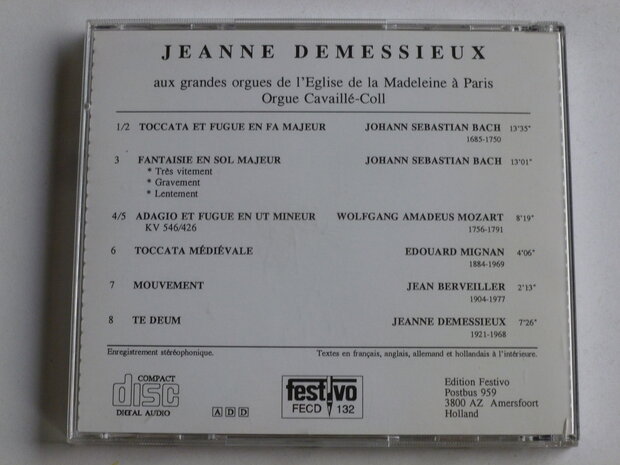 JEANNE DEMESSIEUX
aux grandes orgues de l'Eglise de la Madeleine à Paris
Orgue Cavaillé-Coll
1/2 TOCCATA ET FUGUE EN FA MAJEUR JOHANN SEBASTIAN BACH 13'35"
1685-1750
3 FANTAISIE EN SOL MAJEUR JOHANN SEBASTIAN BACH 13'01"
* Très vitement
* Gravement
* Lentement
4/5 ADAGIO ET FUGUE EN UT MINEUR WOLFGANG AMADEUS MOZART 8'19"
KV 546/426 1756-1791
6 TOCCATA MÉDIÉVALE EDOUARD MIGNAN 4'06"
1884-1969
7 MOUVEMENT JEAN BERVEILLER 2'13"
1904-1977
8 TE DEUM JEANNE DEMESSIEUX 7'26"
1921-1968
Enregistrement stéréophonique. Textes en français, anglais, allemand et hollandais à l'intérieure.
COMPACT
disc
DIGITAL AUDIO
A D D
festivo
FECD 132
Edition Festivo
Postbus 959
3800 AZ Amersfoort
Holland